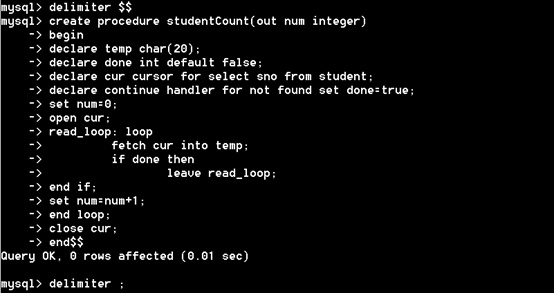 mysql> delimiter $$
mysql> create procedure studentCount(out num integer)
    -> begin
    -> declare temp char(20);
    -> declare done int default false;
    -> declare cur cursor for select sno from student;
    -> declare continue handler for not found set done=true;
    -> set num=0;
    -> open cur;
    -> read_loop: loop
    ->         fetch cur into temp;
    ->         if done then
    ->                 leave read_loop;
    -> end if;
    -> set num=num+1;
    -> end loop;
    -> close cur;
    -> end$$
Query OK, 0 rows affected (0.01 sec)
mysql> delimiter ;